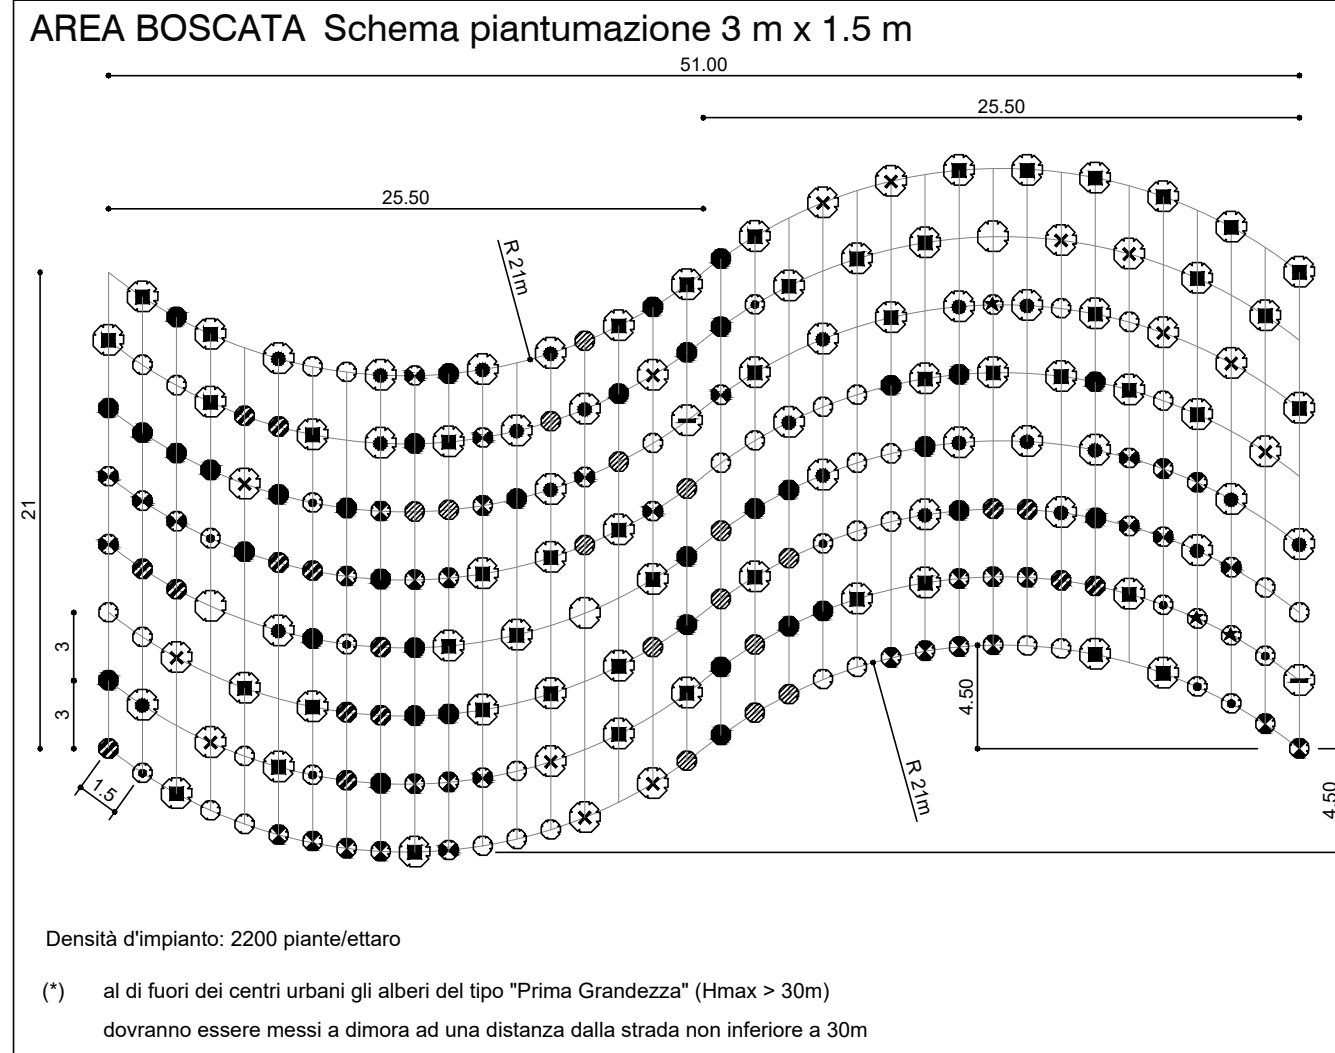 AREA BOSCATA Schema piantumazione 3 m x 1.5 m
51.00
25.50
25.50
R 21m
21
3
3
1.5
4.50
R 21m
4.50
Densità d'impianto: 2200 piante/ettaro
(*) al di fuori dei centri urbani gli alberi del tipo "Prima Grandezza" (Hmax > 30m)
dovranno essere messi a dimora ad una distanza dalla strada non inferiore a 30m